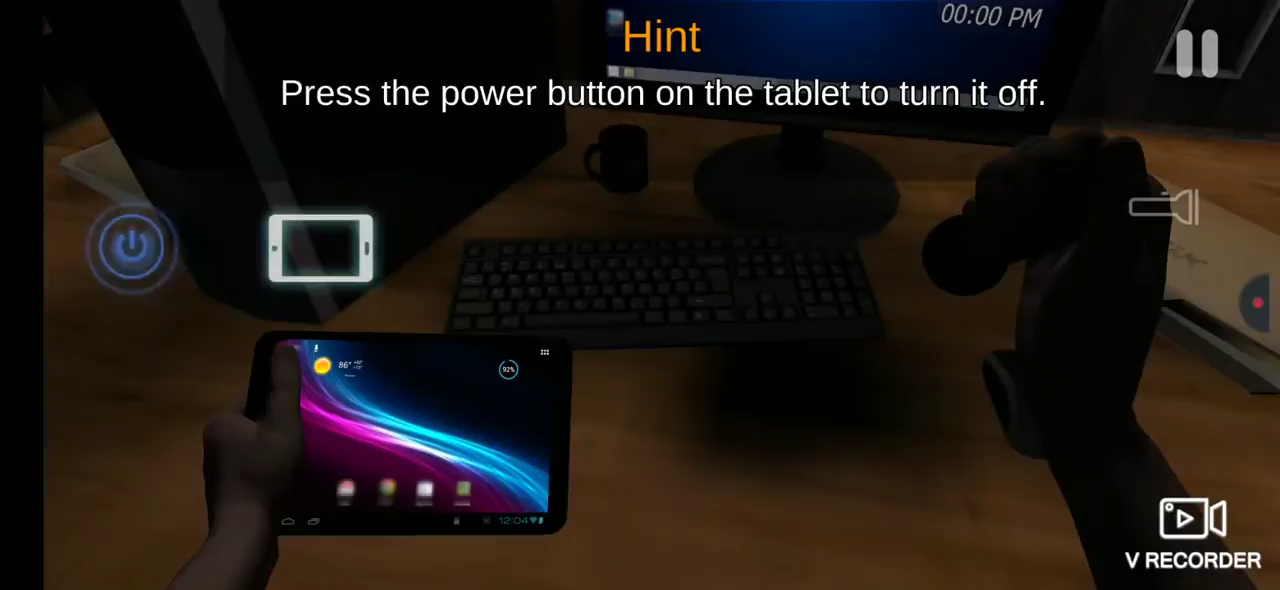 00:00 PM
Hint
Press the power button on the tablet to turn it off.
86°
92%
12:04
V RECORDER